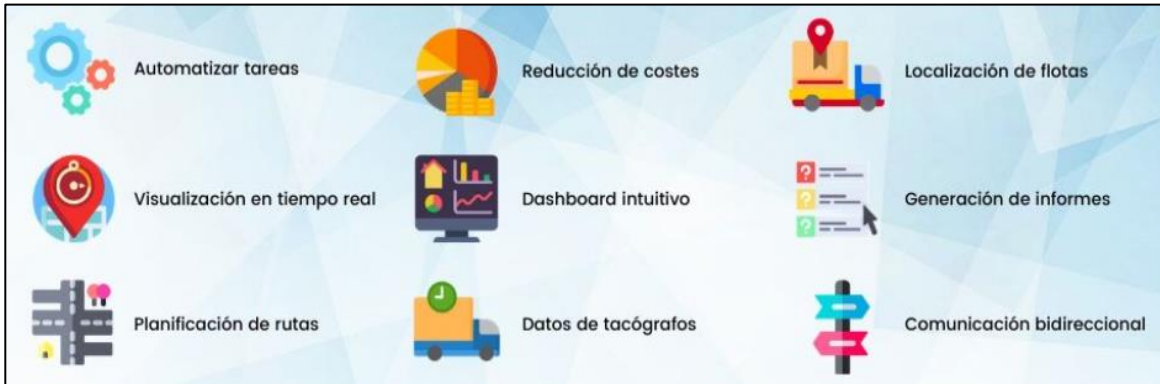 Automatizar tareas
Reducción de costes
Localización de flotas
Visualización en tiempo real
Dashboard intuitivo
Generación de informes
Planificación de rutas
Datos de tacógrafos
Comunicación bidireccional